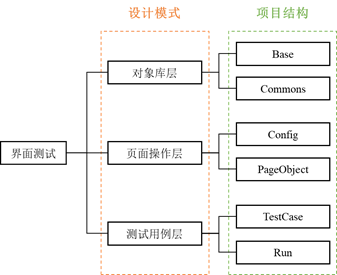 设计模式
项目结构
对象库层
Base
Commons
界面测试
页面操作层
Config
PageObject
测试用例层
TestCase
Run